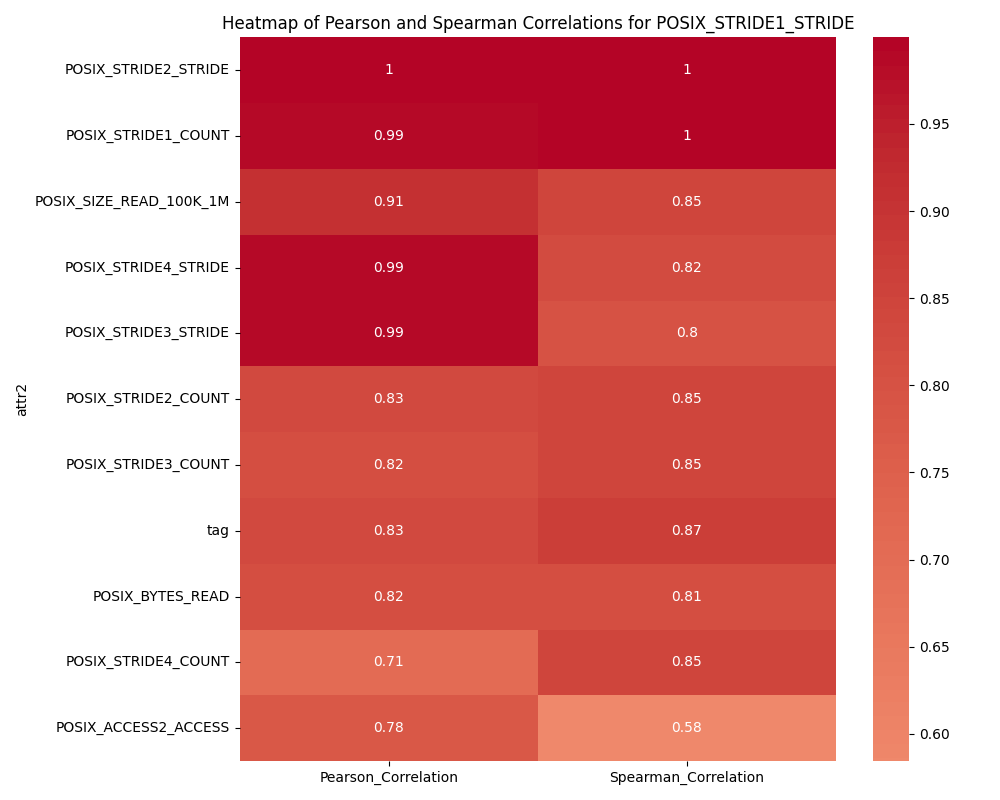 Heatmap of Pearson and Spearman Correlations for POSIX_STRIDE1_STRIDE
attr2
POSIX_STRIDE2_STRIDE 1 1
POSIX_STRIDE1_COUNT 0.99 1
POSIX_SIZE_READ_100K_1M 0.91 0.85
POSIX_STRIDE4_STRIDE 0.99 0.82
POSIX_STRIDE3_STRIDE 0.99 0.8
POSIX_STRIDE2_COUNT 0.83 0.85
POSIX_STRIDE3_COUNT 0.82 0.85
tag 0.83 0.87
POSIX_BYTES_READ 0.82 0.81
POSIX_STRIDE4_COUNT 0.71 0.85
POSIX_ACCESS2_ACCESS 0.78 0.58
Pearson_Correlation Spearman_Correlation
0.95
0.90
0.85
0.80
0.75
0.70
0.65
0.60